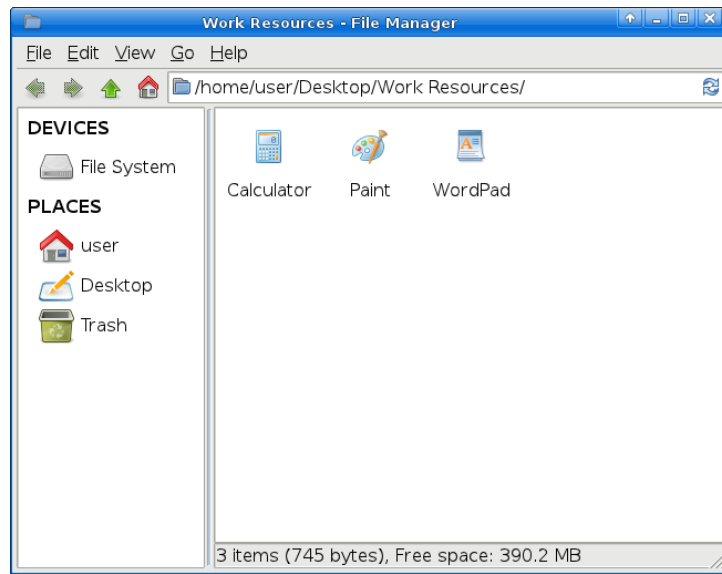 Work Resources - File Manager
File Edit View Go Help
/home/user/Desktop/Work Resources/
DEVICES
File System
PLACES
user
Desktop
Trash
Calculator Paint WordPad
3 items (745 bytes), Free space: 390.2 MB